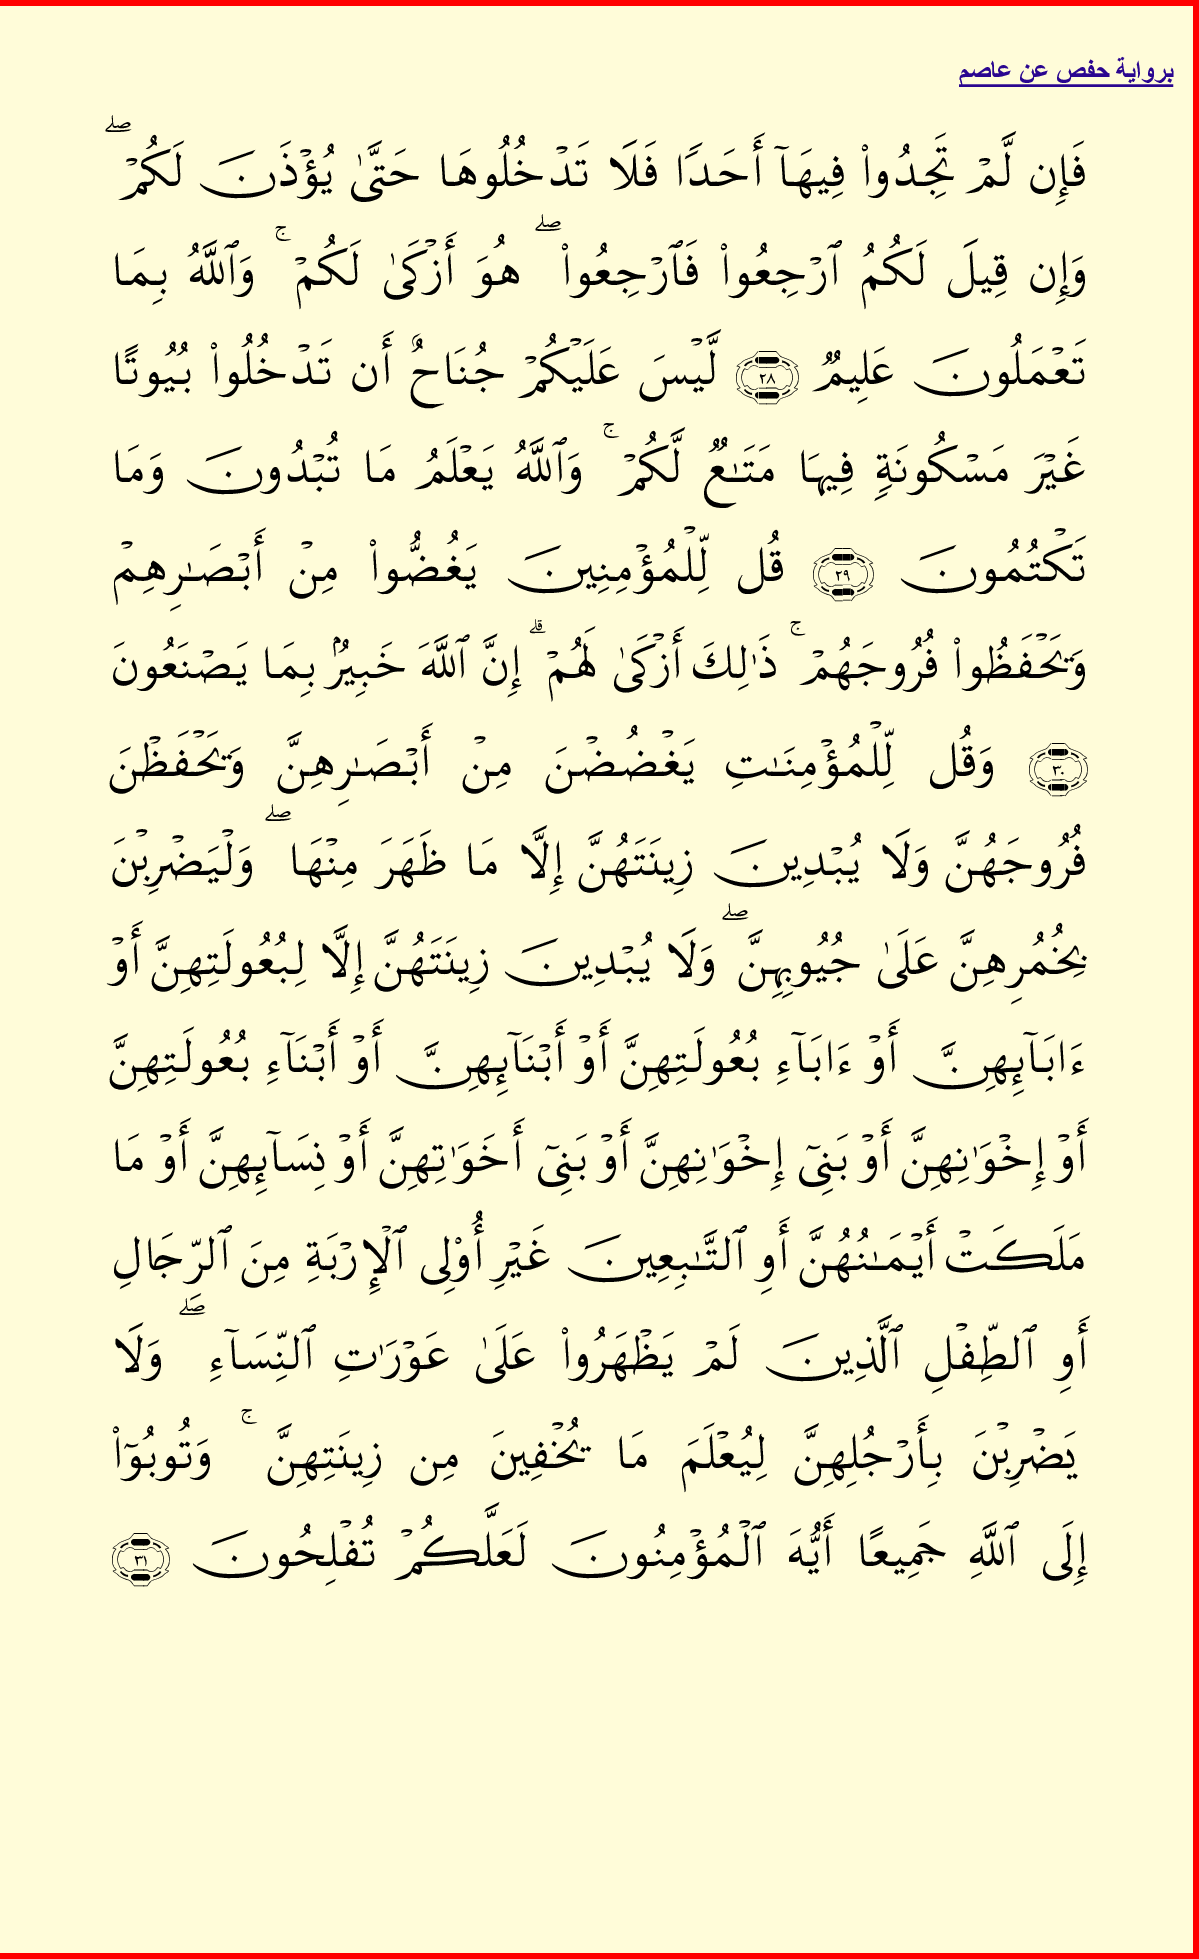 برواية حفص عن عاصم
فَإِن لَّمْ تَجِدُوا۟ فِيهَآ أَحَدًا فَلَا تَدْخُلُوهَا حَتَّىٰ يُؤْذَنَ لَكُمْ ۖ
وَإِن قِيلَ لَكُمُ ٱرْجِعُوا۟ فَٱرْجِعُوا۟ ۖ هُوَ أَزْكَىٰ لَكُمْ ۚ وَٱللَّهُ بِمَا
تَعْمَلُونَ عَلِيمٌ ۝٢٨ لَّيْسَ عَلَيْكُمْ جُنَاحٌ أَن تَدْخُلُوا۟ بُيُوتًا
غَيْرَ مَسْكُونَةٍ فِيهَا مَتَـٰعٌ لَّكُمْ ۚ وَٱللَّهُ يَعْلَمُ مَا تُبْدُونَ وَمَا
تَكْتُمُونَ ۝٢٩ قُل لِّلْمُؤْمِنِينَ يَغُضُّوا۟ مِنْ أَبْصَـٰرِهِمْ
وَيَحْفَظُوا۟ فُرُوجَهُمْ ۚ ذَٰلِكَ أَزْكَىٰ لَهُمْ ۗ إِنَّ ٱللَّهَ خَبِيرٌۢ بِمَا يَصْنَعُونَ
۝٣٠ وَقُل لِّلْمُؤْمِنَـٰتِ يَغْضُضْنَ مِنْ أَبْصَـٰرِهِنَّ وَيَحْفَظْنَ
فُرُوجَهُنَّ وَلَا يُبْدِينَ زِينَتَهُنَّ إِلَّا مَا ظَهَرَ مِنْهَا ۖ وَلْيَضْرِبْنَ
بِخُمُرِهِنَّ عَلَىٰ جُيُوبِهِنَّ ۖ وَلَا يُبْدِينَ زِينَتَهُنَّ إِلَّا لِبُعُولَتِهِنَّ أَوْ
ءَابَآئِهِنَّ أَوْ ءَابَآءِ بُعُولَتِهِنَّ أَوْ أَبْنَآئِهِنَّ أَوْ أَبْنَآءِ بُعُولَتِهِنَّ
أَوْ إِخْوَٰنِهِنَّ أَوْ بَنِىٓ إِخْوَٰنِهِنَّ أَوْ بَنِىٓ أَخَوَٰتِهِنَّ أَوْ نِسَآئِهِنَّ أَوْ مَا
مَلَكَتْ أَيْمَـٰنُهُنَّ أَوِ ٱلتَّـٰبِعِينَ غَيْرِ أُو۟لِى ٱلْإِرْبَةِ مِنَ ٱلرِّجَالِ
أَوِ ٱلطِّفْلِ ٱلَّذِينَ لَمْ يَظْهَرُوا۟ عَلَىٰ عَوْرَٰتِ ٱلنِّسَآءِ ۖ وَلَا
يَضْرِبْنَ بِأَرْجُلِهِنَّ لِيُعْلَمَ مَا يُخْفِينَ مِن زِينَتِهِنَّ ۚ وَتُوبُوٓا۟
إِلَى ٱللَّهِ جَمِيعًا أَيُّهَ ٱلْمُؤْمِنُونَ لَعَلَّكُمْ تُفْلِحُونَ ۝٣١